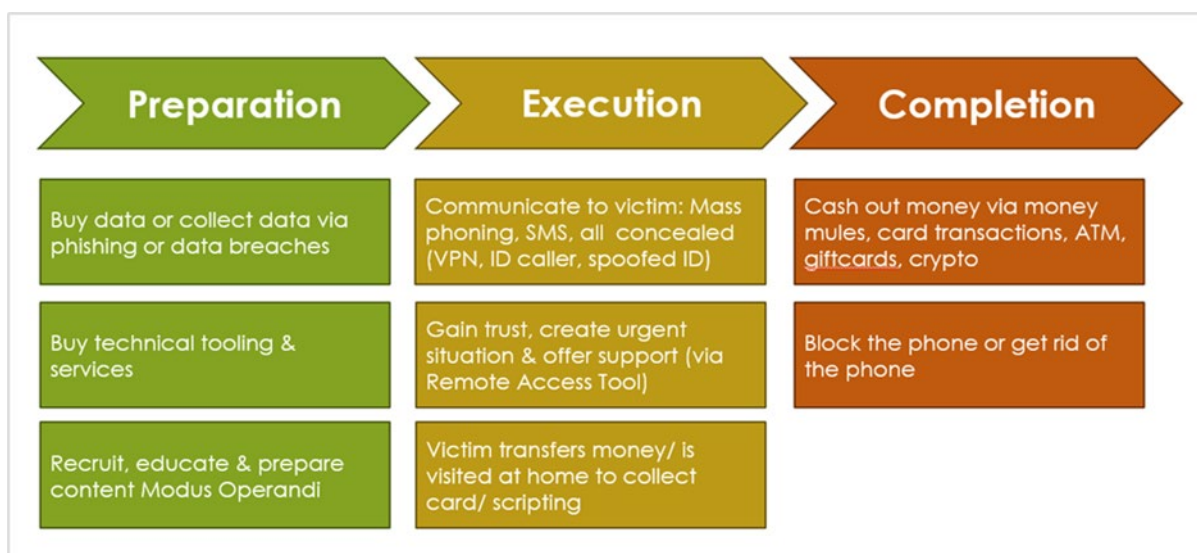 Preparation
Execution
Completion
Buy data or collect data via
phishing or data breaches
Communicate to victim: Mass
phoning, SMS, all  concealed
(VPN, ID caller, spoofed ID)
Cash out money via money
mules, card transactions, ATM,
giftcards, crypto
Buy technical tooling &
services
Gain trust, create urgent
situation & offer support (via
Remote Access Tool)
Block the phone or get rid of
the phone
Recruit, educate & prepare
content Modus Operandi
Victim transfers money/ is
visited at home to collect
card/ scripting